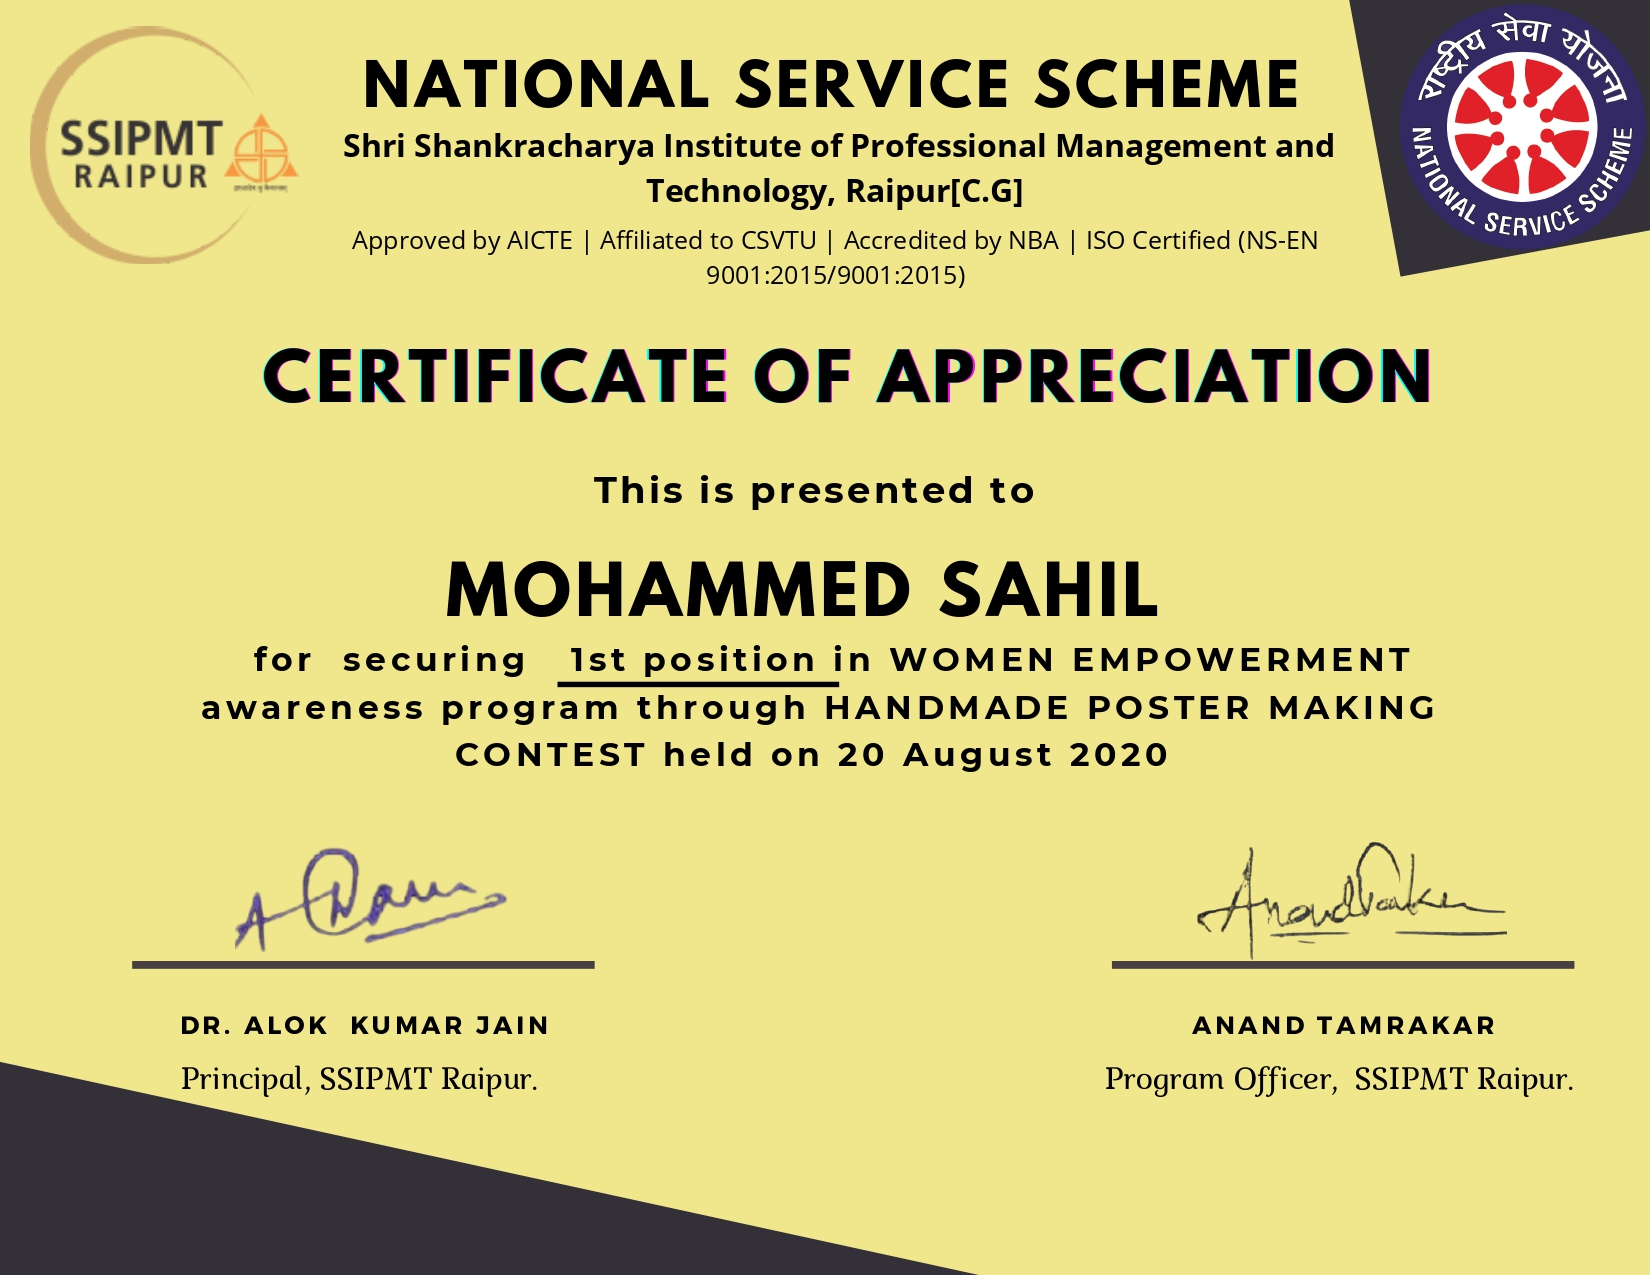 SSIPMT
RAIPUR
राष्ट्रीय सेवा योजना
NATIONAL SERVICE SCHEME
NATIONAL SERVICE SCHEME
Shri Shankracharya Institute of Professional Management and
Technology, Raipur[C.G]
Approved by AICTE | Affiliated to CSVTU | Accredited by NBA | ISO Certified (NS-EN
9001:2015/9001:2015)
CERTIFICATE OF APPRECIATION
This is presented to
MOHAMMED SAHIL
for securing 1st position in WOMEN EMPOWERMENT
awareness program through HANDMADE POSTER MAKING
CONTEST held on 20 August 2020
DR. ALOK KUMAR JAIN
Principal, SSIPMT Raipur.
ANAND TAMRAKAR
Program Officer, SSIPMT Raipur.